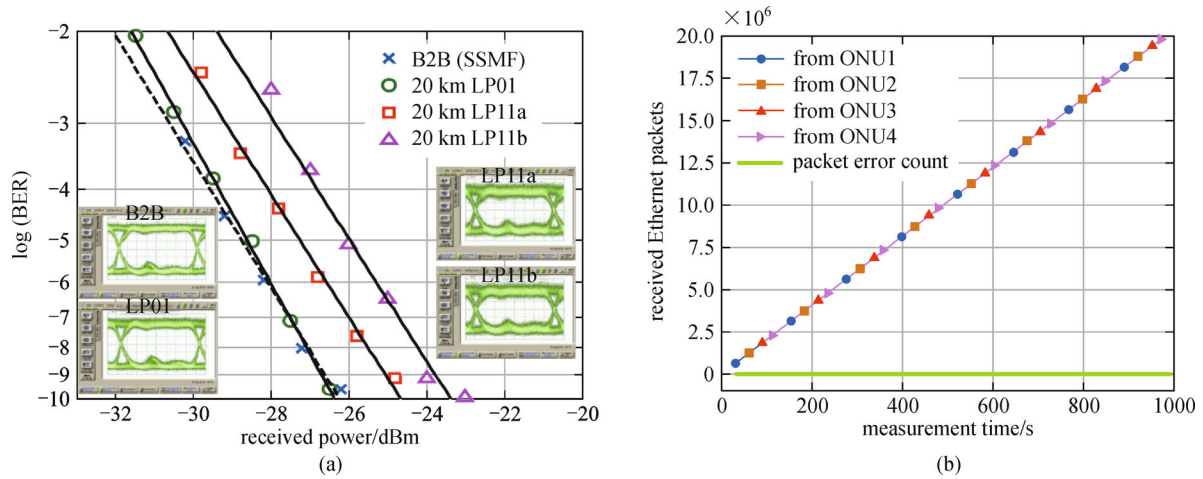 −2
−3
−4
−5
−6
−7
−8
−9
−10
log (BER)
−32
−30
−28
−26
−24
−22
−20
received power/dBm
B2B (SSMF)
20 km LP01
20 km LP11a
20 km LP11b
B2B
LP01
LP11a
LP11b
(a)
×10⁶
20.0
17.5
15.0
12.5
10.0
7.5
5.0
2.5
0
received Ethernet packets
from ONU1
from ONU2
from ONU3
from ONU4
packet error count
0
200
400
600
800
1000
measurement time/s
(b)